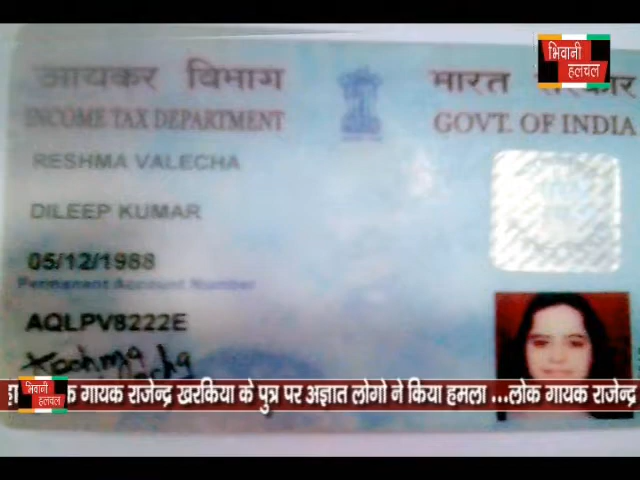 भिवानी
हलचल
आयकर विभाग भारत सरकार
INCOME TAX DEPARTMENT GOVT. OF INDIA
RESHMA VALECHA
DILEEP KUMAR
05/12/1988
Permanent Account Number
AQLPV8222E
भिवानी
हलचल
गायक राजेन्द्र खरकिया के पुत्र पर अज्ञात लोगो ने किया हमला ...लोक गायक राजेन्द्र